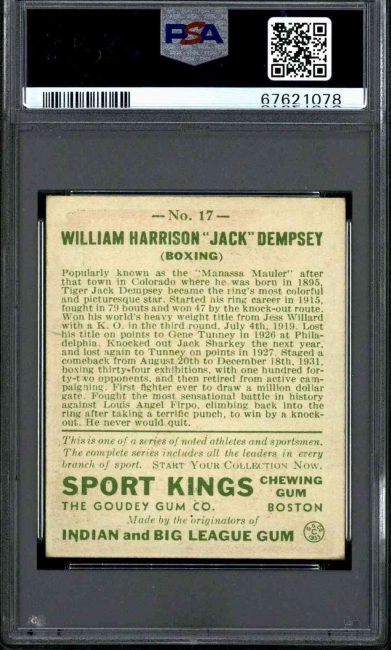 PSA
67621078
— No. 17 —
WILLIAM HARRISON "JACK" DEMPSEY
(BOXING)
Popularly known as the "Manassa Mauler" after
that town in Colorado where he was born in 1895,
Tiger Jack Dempsey became the ring's most colorful
and picturesque star. Started his ring career in 1915,
fought in 79 bouts and won 47 by the knock-out route.
Won his world's heavy weight title from Jess Willard
with a K. O. in the third round, July 4th, 1919. Lost
his title on points to Gene Tunney in 1926 at Phila-
delphia. Knocked out Jack Sharkey the next year,
and lost again to Tunney on points in 1927. Staged a
comeback from August 20th to December 18th, 1931,
boxing thirty-four exhibitions, with one hundred for-
ty-two opponents, and then retired from active cam-
paigning. First fighter ever to draw a million dollar
gate. Fought the most sensational battle in history
against Louis Angel Firpo, climbing back into the
ring after taking a terrific punch, to win by a knock-
out. He never would quit.
This is one of a series of noted athletes and sportsmen.
The complete series includes all the leaders in every
branch of sport. START YOUR COLLECTION NOW.
SPORT KINGS CHEWING GUM
THE GOUDEY GUM CO. BOSTON
Made by the originators of
INDIAN and BIG LEAGUE GUM